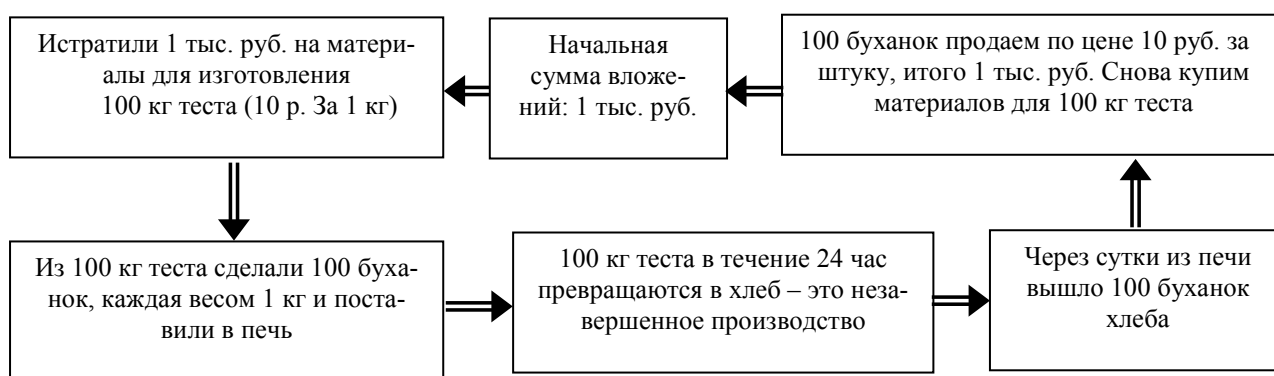 Истратили 1 тыс. руб. на матери-
алы для изготовления
100 кг теста (10 р. За 1 кг)
Начальная
сумма вложе-
ний: 1 тыс. руб.
100 буханок продаем по цене 10 руб. за
штуку, итого 1 тыс. руб. Снова купим
материалов для 100 кг теста
Из 100 кг теста сделали 100 буха-
нок, каждая весом 1 кг и поста-
вили в печь
100 кг теста в течение 24 час
превращаются в хлеб – это неза-
вершенное производство
Через сутки из печи
вышло 100 буханок
хлеба